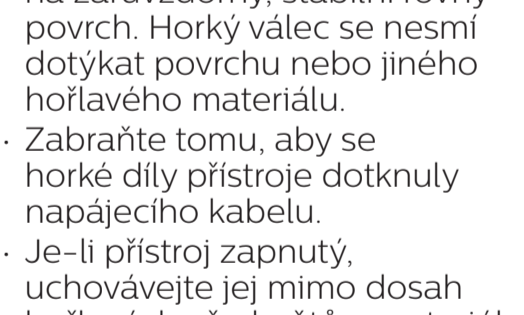 povrch. Horký válec se nesmí
dotýkat povrchu nebo jiného
hořlavého materiálu.
· Zabraňte tomu, aby se
horké díly přístroje dotknuly
napájecího kabelu.
· Je-li přístroj zapnutý,
uchovávejte jej mimo dosah